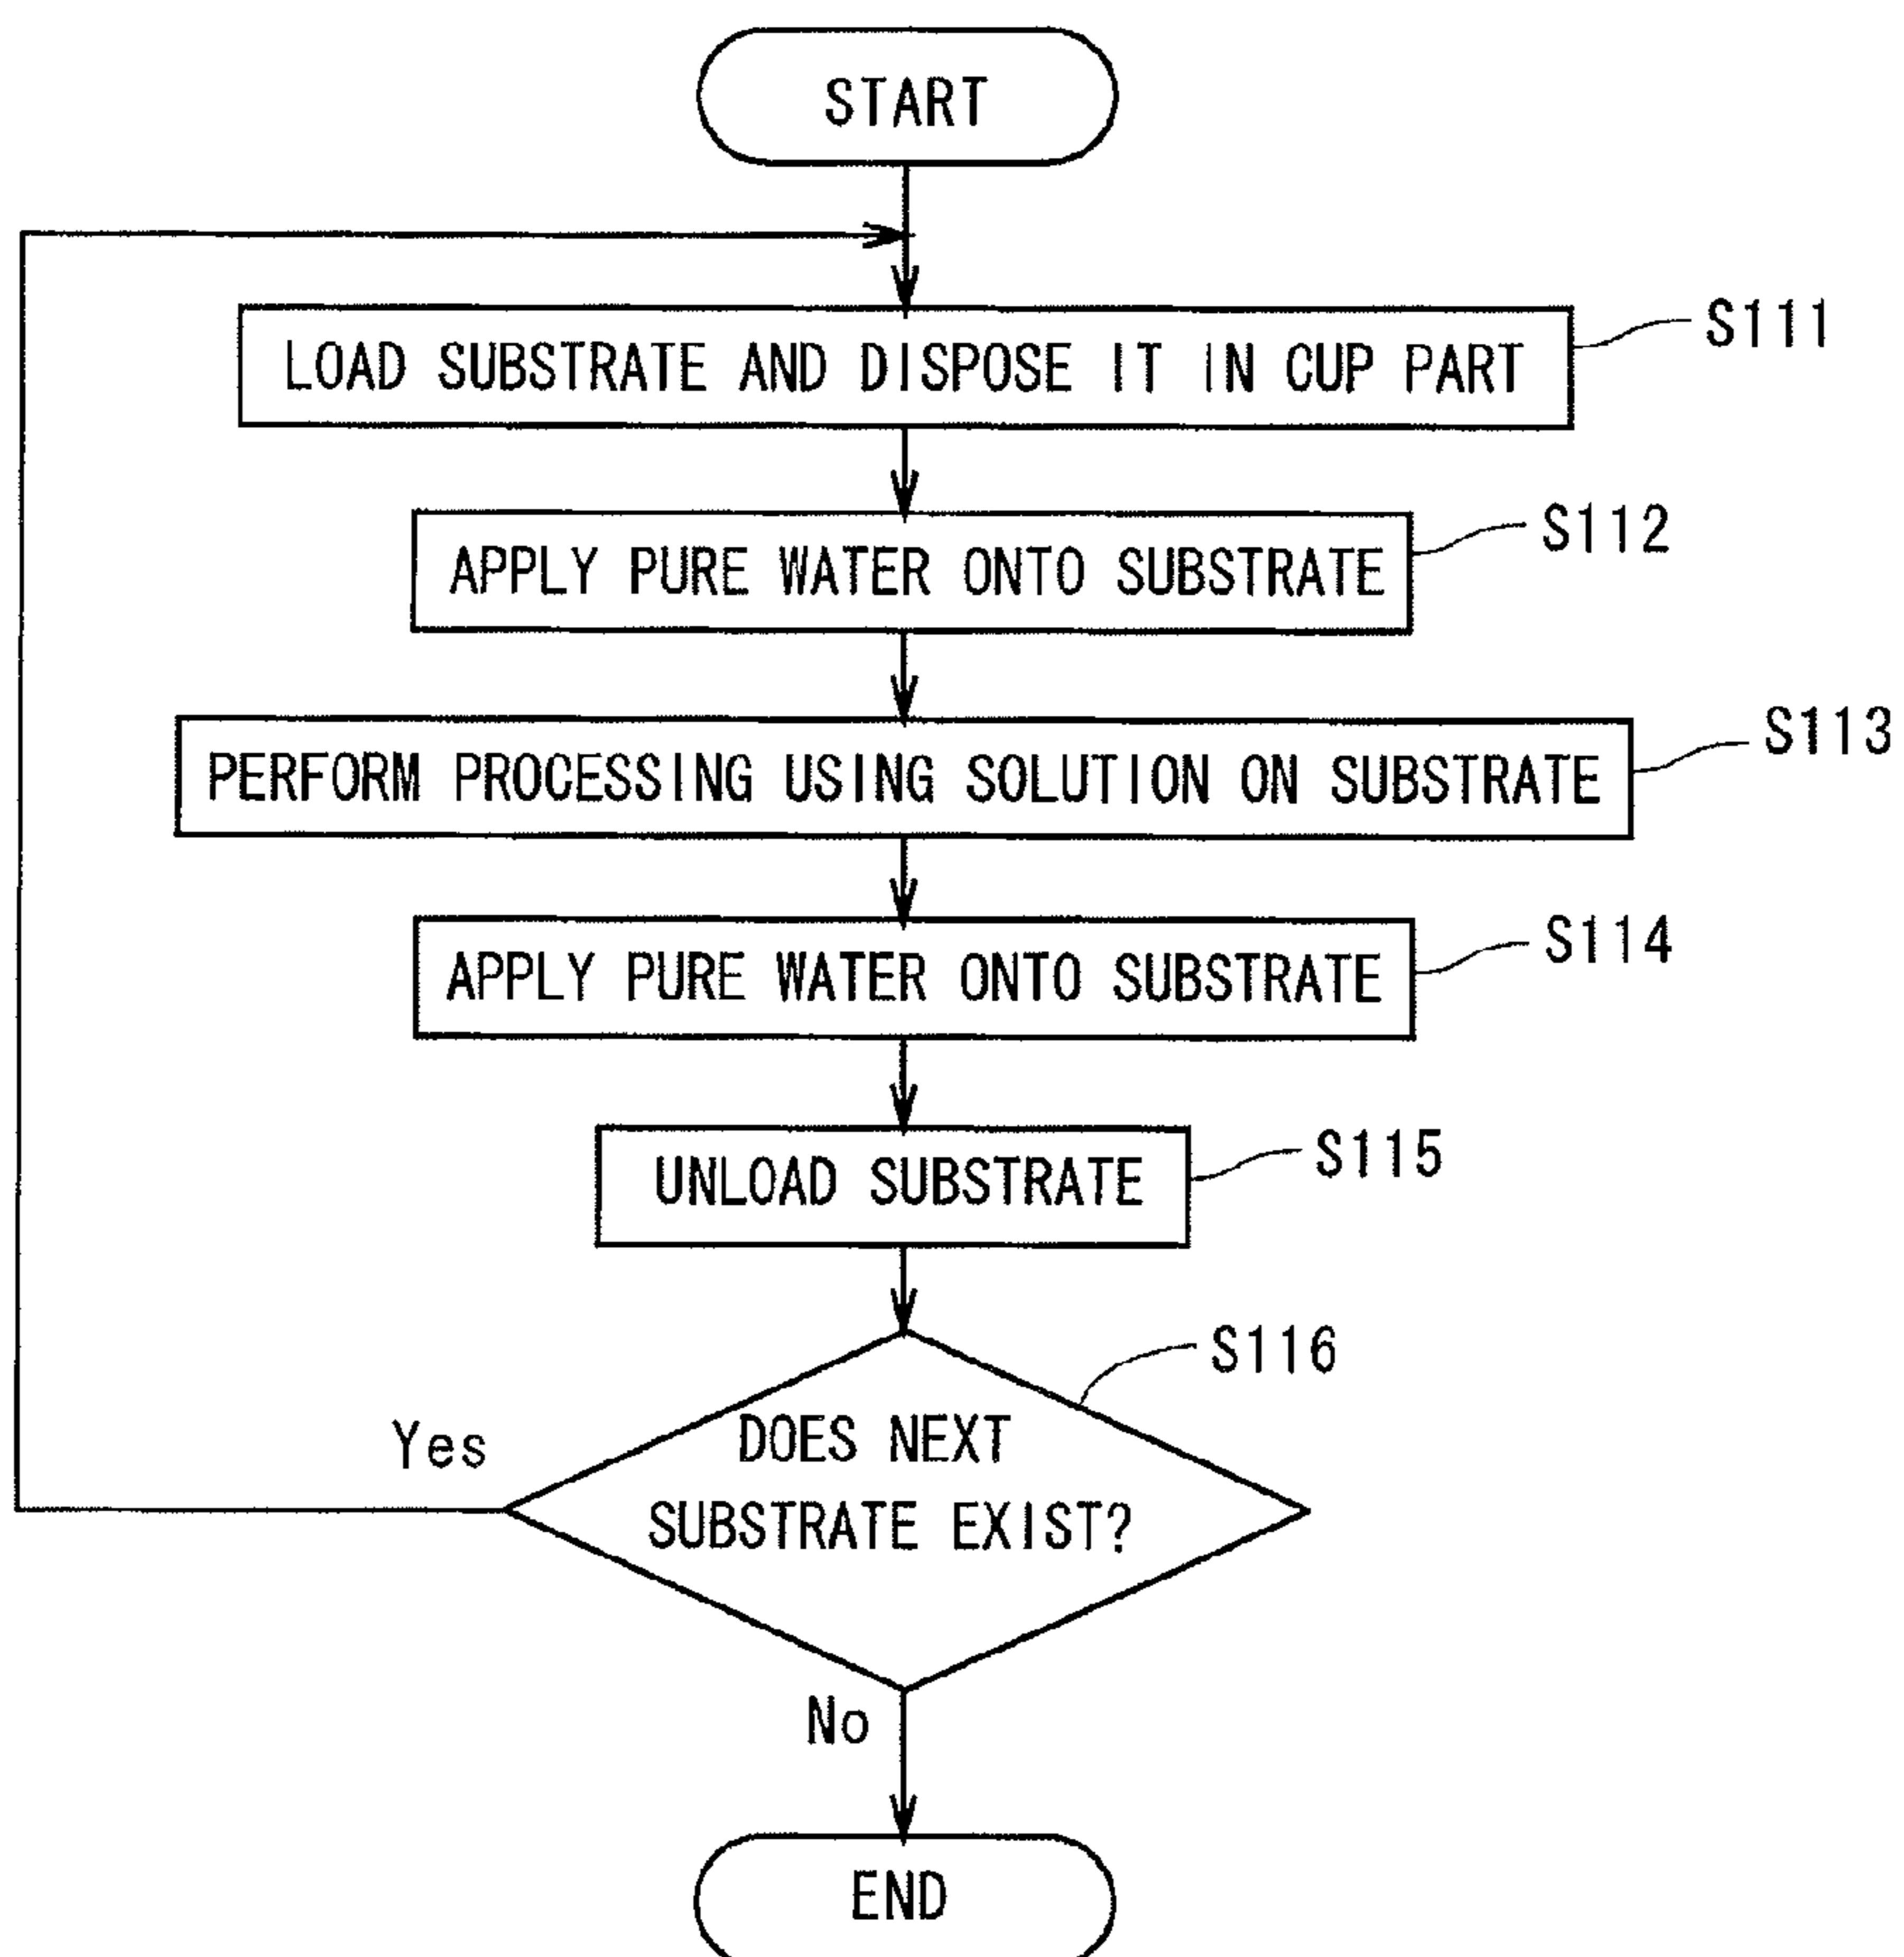 START
LOAD SUBSTRATE AND DISPOSE IT IN CUP PART
S111
APPLY PURE WATER ONTO SUBSTRATE
S112
PERFORM PROCESSING USING SOLUTION ON SUBSTRATE
S113
APPLY PURE WATER ONTO SUBSTRATE
S114
UNLOAD SUBSTRATE
S115
S116
DOES NEXT
SUBSTRATE EXIST?
Yes
No
END